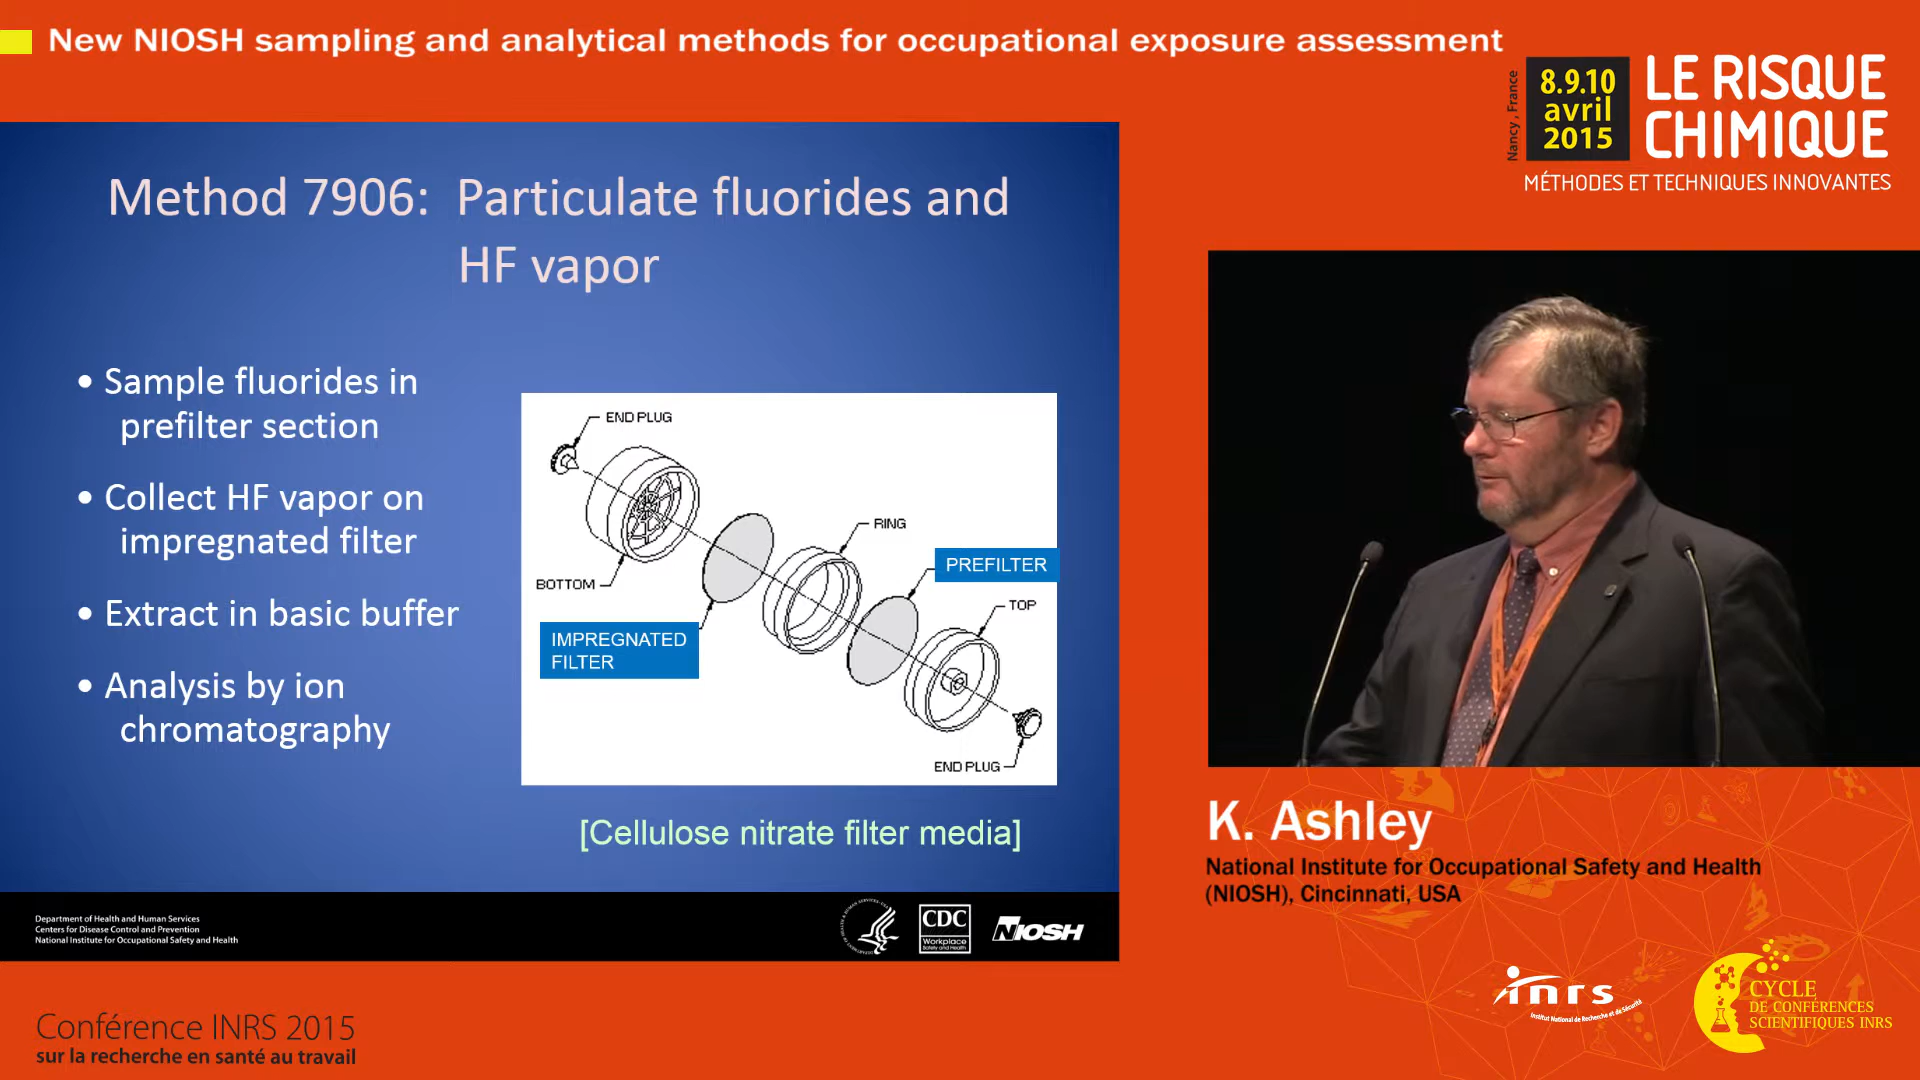 New NIOSH sampling and analytical methods for occupational exposure assessment
Nancy, France
8.9.10
avril
2015
LE RISQUE
CHIMIQUE
MÉTHODES ET TECHNIQUES INNOVANTES
Method 7906: Particulate fluorides and
HF vapor
• Sample fluorides in
prefilter section
• Collect HF vapor on
impregnated filter
• Extract in basic buffer
• Analysis by ion
chromatography
END PLUG
RING
PREFILTER
BOTTOM
TOP
IMPREGNATED
FILTER
END PLUG
[Cellulose nitrate filter media]
Department of Health and Human Services
Centers for Disease Control and Prevention
National Institute for Occupational Safety and Health
CDC
Workplace
Safety and Health
NIOSH
K. Ashley
National Institute for Occupational Safety and Health
(NIOSH), Cincinnati, USA
Conférence INRS 2015
sur la recherche en santé au travail
inrs
Institut National de Recherche et de Sécurité
CYCLE
DE CONFÉRENCES
SCIENTIFIQUES INRS